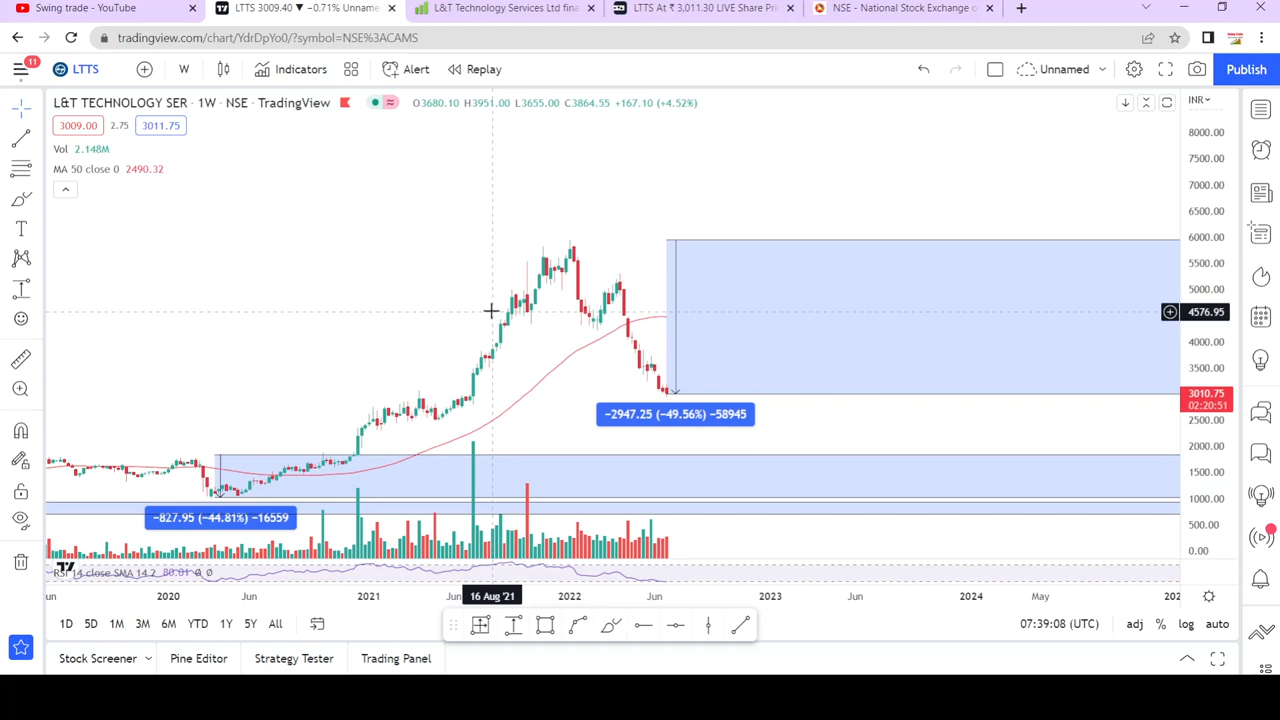 Swing trade - YouTube
LTTS 3009.40 ▼ −0.71% Unname
L&T Technology Services Ltd fina
LTTS At ₹ 3,011.30 LIVE Share Pri
NSE - National Stock Exchange o
tradingview.com/chart/YdrDpYo0/?symbol=NSE%3ACAMS
11
LTTS
W
Indicators
Alert
Replay
Unnamed
Publish
L&T TECHNOLOGY SER · 1W · NSE · TradingView
O3680.10 H3951.00 L3655.00 C3864.55 +167.10 (+4.52%)
INR
3009.00 2.75 3011.75
Vol 2.148M
MA 50 close 0 2490.32
8000.00
7500.00
7000.00
6500.00
6000.00
5500.00
5000.00
4576.95
4000.00
3500.00
3010.75
02:20:51
2500.00
2000.00
1500.00
1000.00
500.00
0.00
−2947.25 (−49.56%) −58945
−827.95 (−44.81%) −16559
RSI 14 close SMA 14 2 80.01 Ø Ø
un 2020 Jun 2021 Jun 16 Aug '21 2022 Jun 2023 Jun 2024 May 202
1D 5D 1M 3M 6M YTD 1Y 5Y All
07:39:08 (UTC) adj % log auto
Stock Screener Pine Editor Strategy Tester Trading Panel